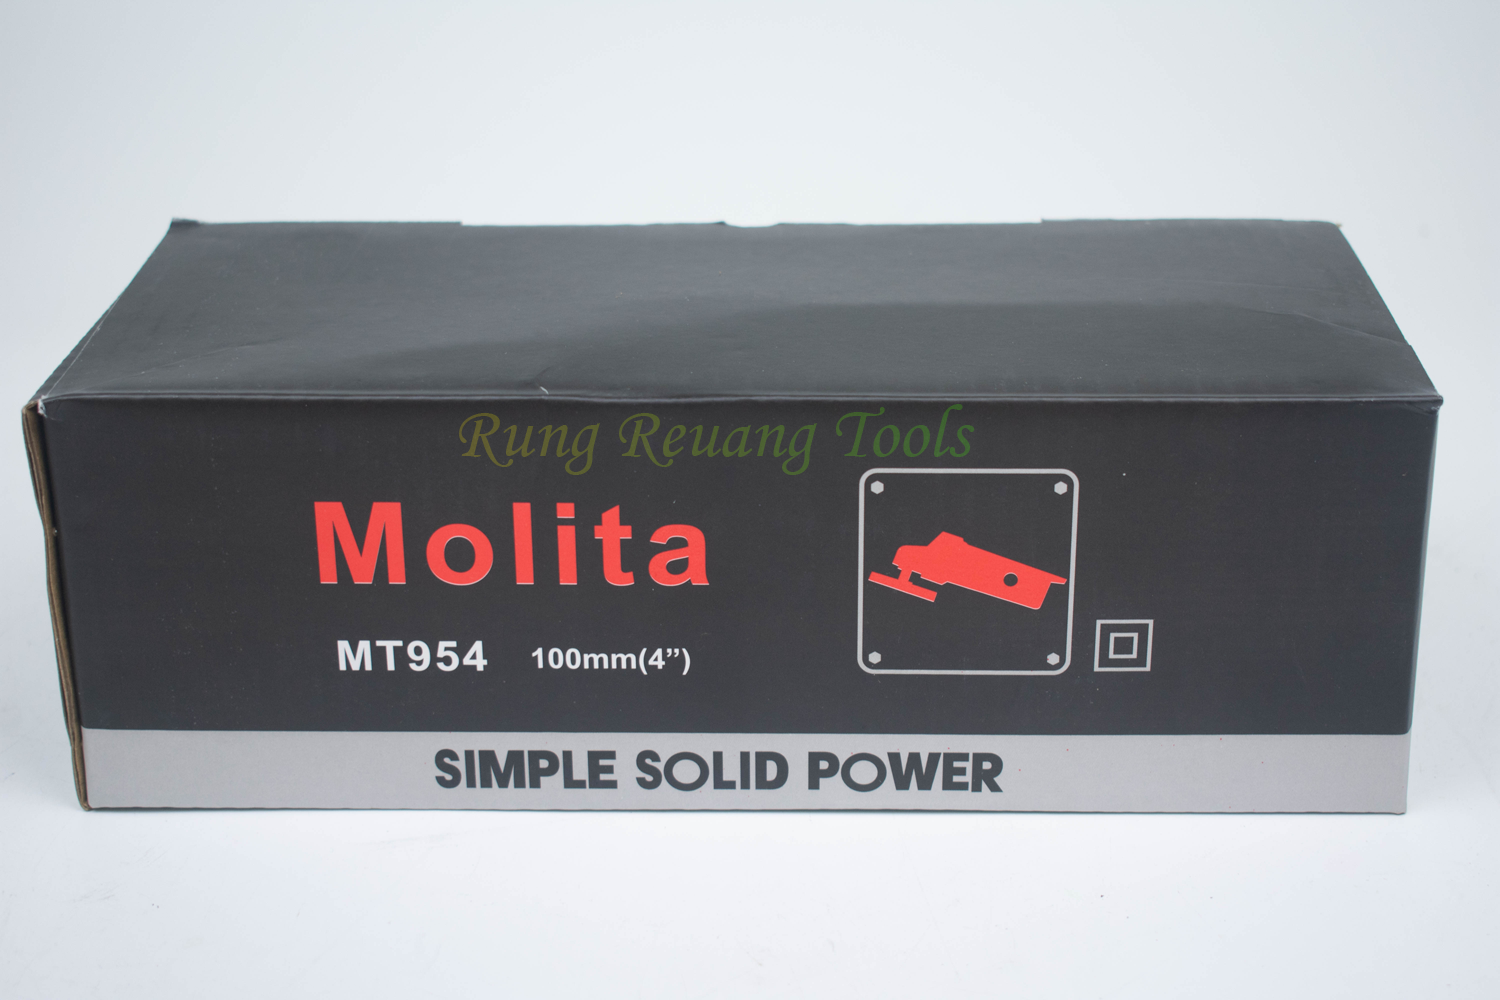 Rung Reuang Tools
Molita
MT954 100mm(4”)
SIMPLE SOLID POWER